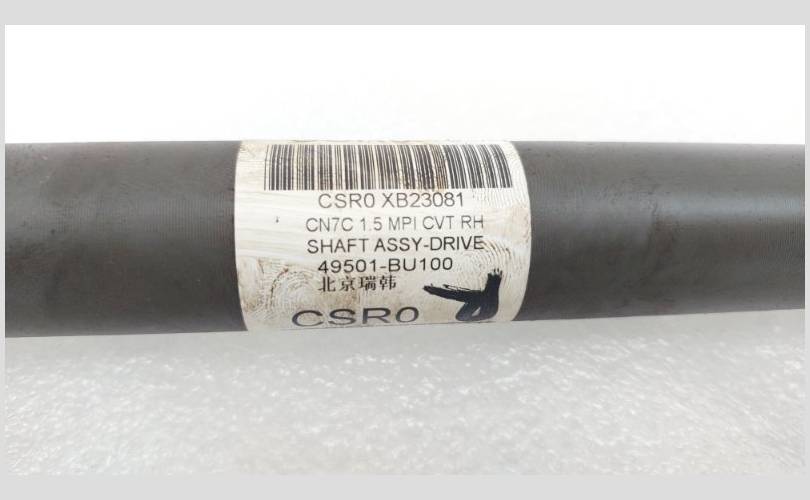 CSR0 XB23081
CN7C 1.5 MPI CVT RH
SHAFT ASSY-DRIVE
49501-BU100
北京瑞韩
CSR0